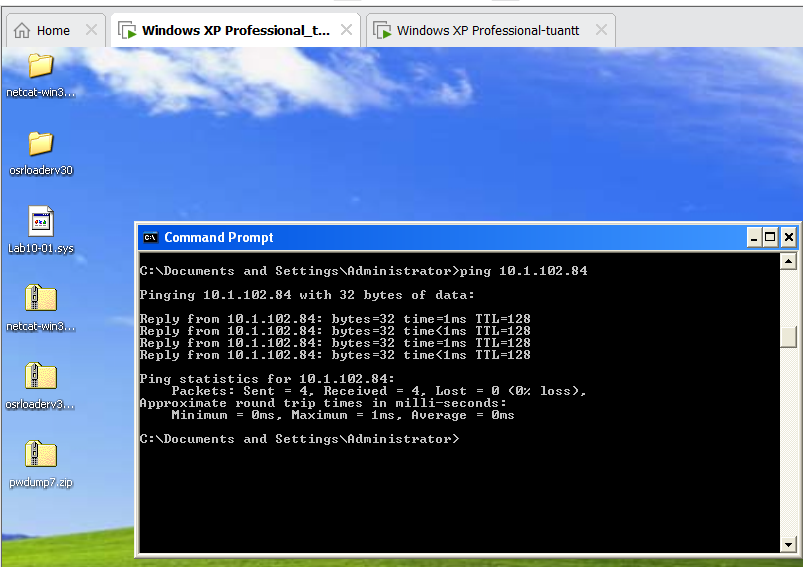 Home
Windows XP Professional_t...
Windows XP Professional-tuantt
netcat-win3...
osrloaderv30
Lab10-01.sys
netcat-win3...
osrloaderv3...
pwdump7.zip
Command Prompt
C:\Documents and Settings\Administrator>ping 10.1.102.84
Pinging 10.1.102.84 with 32 bytes of data:
Reply from 10.1.102.84: bytes=32 time=1ms TTL=128
Reply from 10.1.102.84: bytes=32 time<1ms TTL=128
Reply from 10.1.102.84: bytes=32 time=1ms TTL=128
Reply from 10.1.102.84: bytes=32 time<1ms TTL=128
Ping statistics for 10.1.102.84:
Packets: Sent = 4, Received = 4, Lost = 0 (0% loss),
Approximate round trip times in milli-seconds:
Minimum = 0ms, Maximum = 1ms, Average = 0ms
C:\Documents and Settings\Administrator>